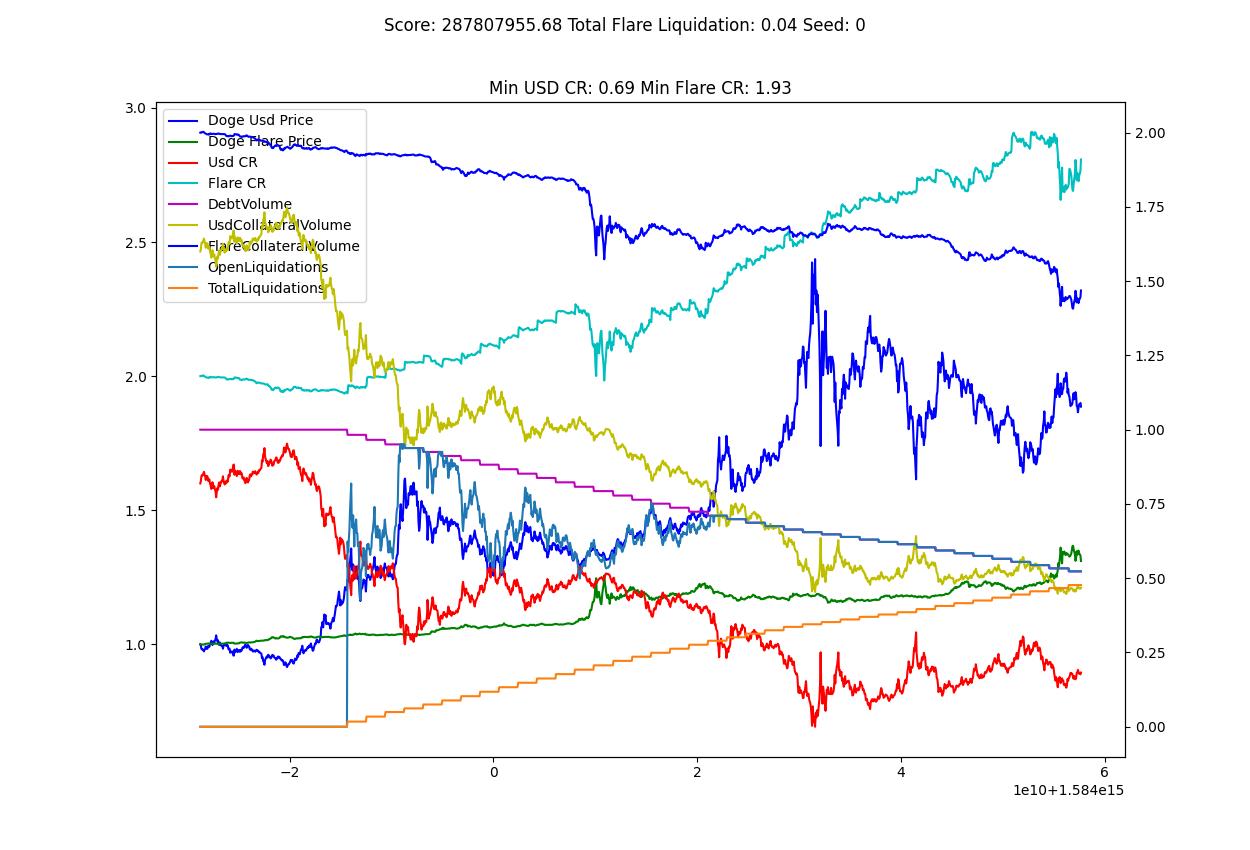 Score: 287807955.68 Total Flare Liquidation: 0.04 Seed: 0
Min USD CR: 0.69 Min Flare CR: 1.93
3.0
2.5
2.0
1.5
1.0
Doge Usd Price
Doge Flare Price
Usd CR
Flare CR
DebtVolume
UsdCollateralVolume
FlareCollateralVolume
OpenLiquidations
TotalLiquidations
2.00
1.75
1.50
1.25
1.00
0.75
0.50
0.25
0.00
−2 0 2 4 6
1e10+1.584e15